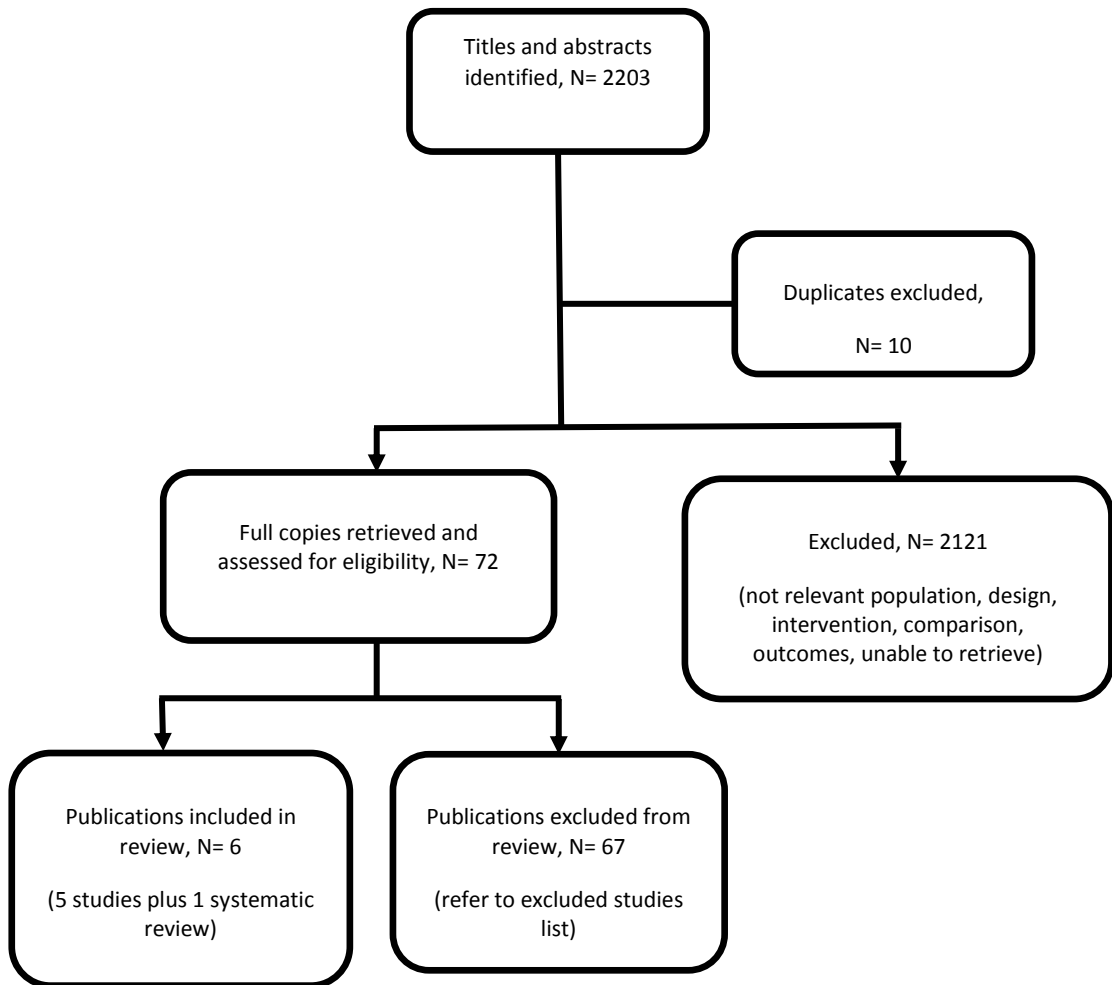 Titles and abstracts
identified, N= 2203
Duplicates excluded,
N= 10
Full copies retrieved and
assessed for eligibility, N= 72
Excluded, N= 2121
(not relevant population, design,
intervention, comparison,
outcomes, unable to retrieve)
Publications included in
review, N= 6
(5 studies plus 1 systematic
review)
Publications excluded from
review, N= 67
(refer to excluded studies
list)